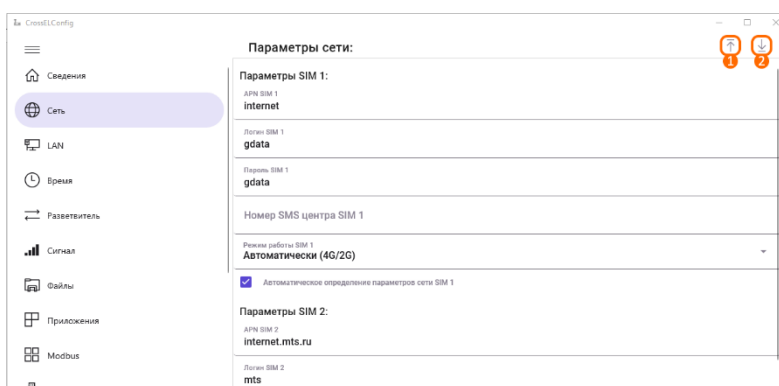 CrossELConfig
Параметры сети:
1 2
Сведения
Сеть
LAN
Время
Разветвитель
Сигнал
Файлы
Приложения
Modbus
Параметры SIM 1:
APN SIM 1
internet
Логин SIM 1
gdata
Пароль SIM 1
gdata
Номер SMS центра SIM 1
Режим работы SIM 1
Автоматически (4G/2G)
Автоматическое определение параметров сети SIM 1
Параметры SIM 2:
APN SIM 2
internet.mts.ru
Логин SIM 2
mts